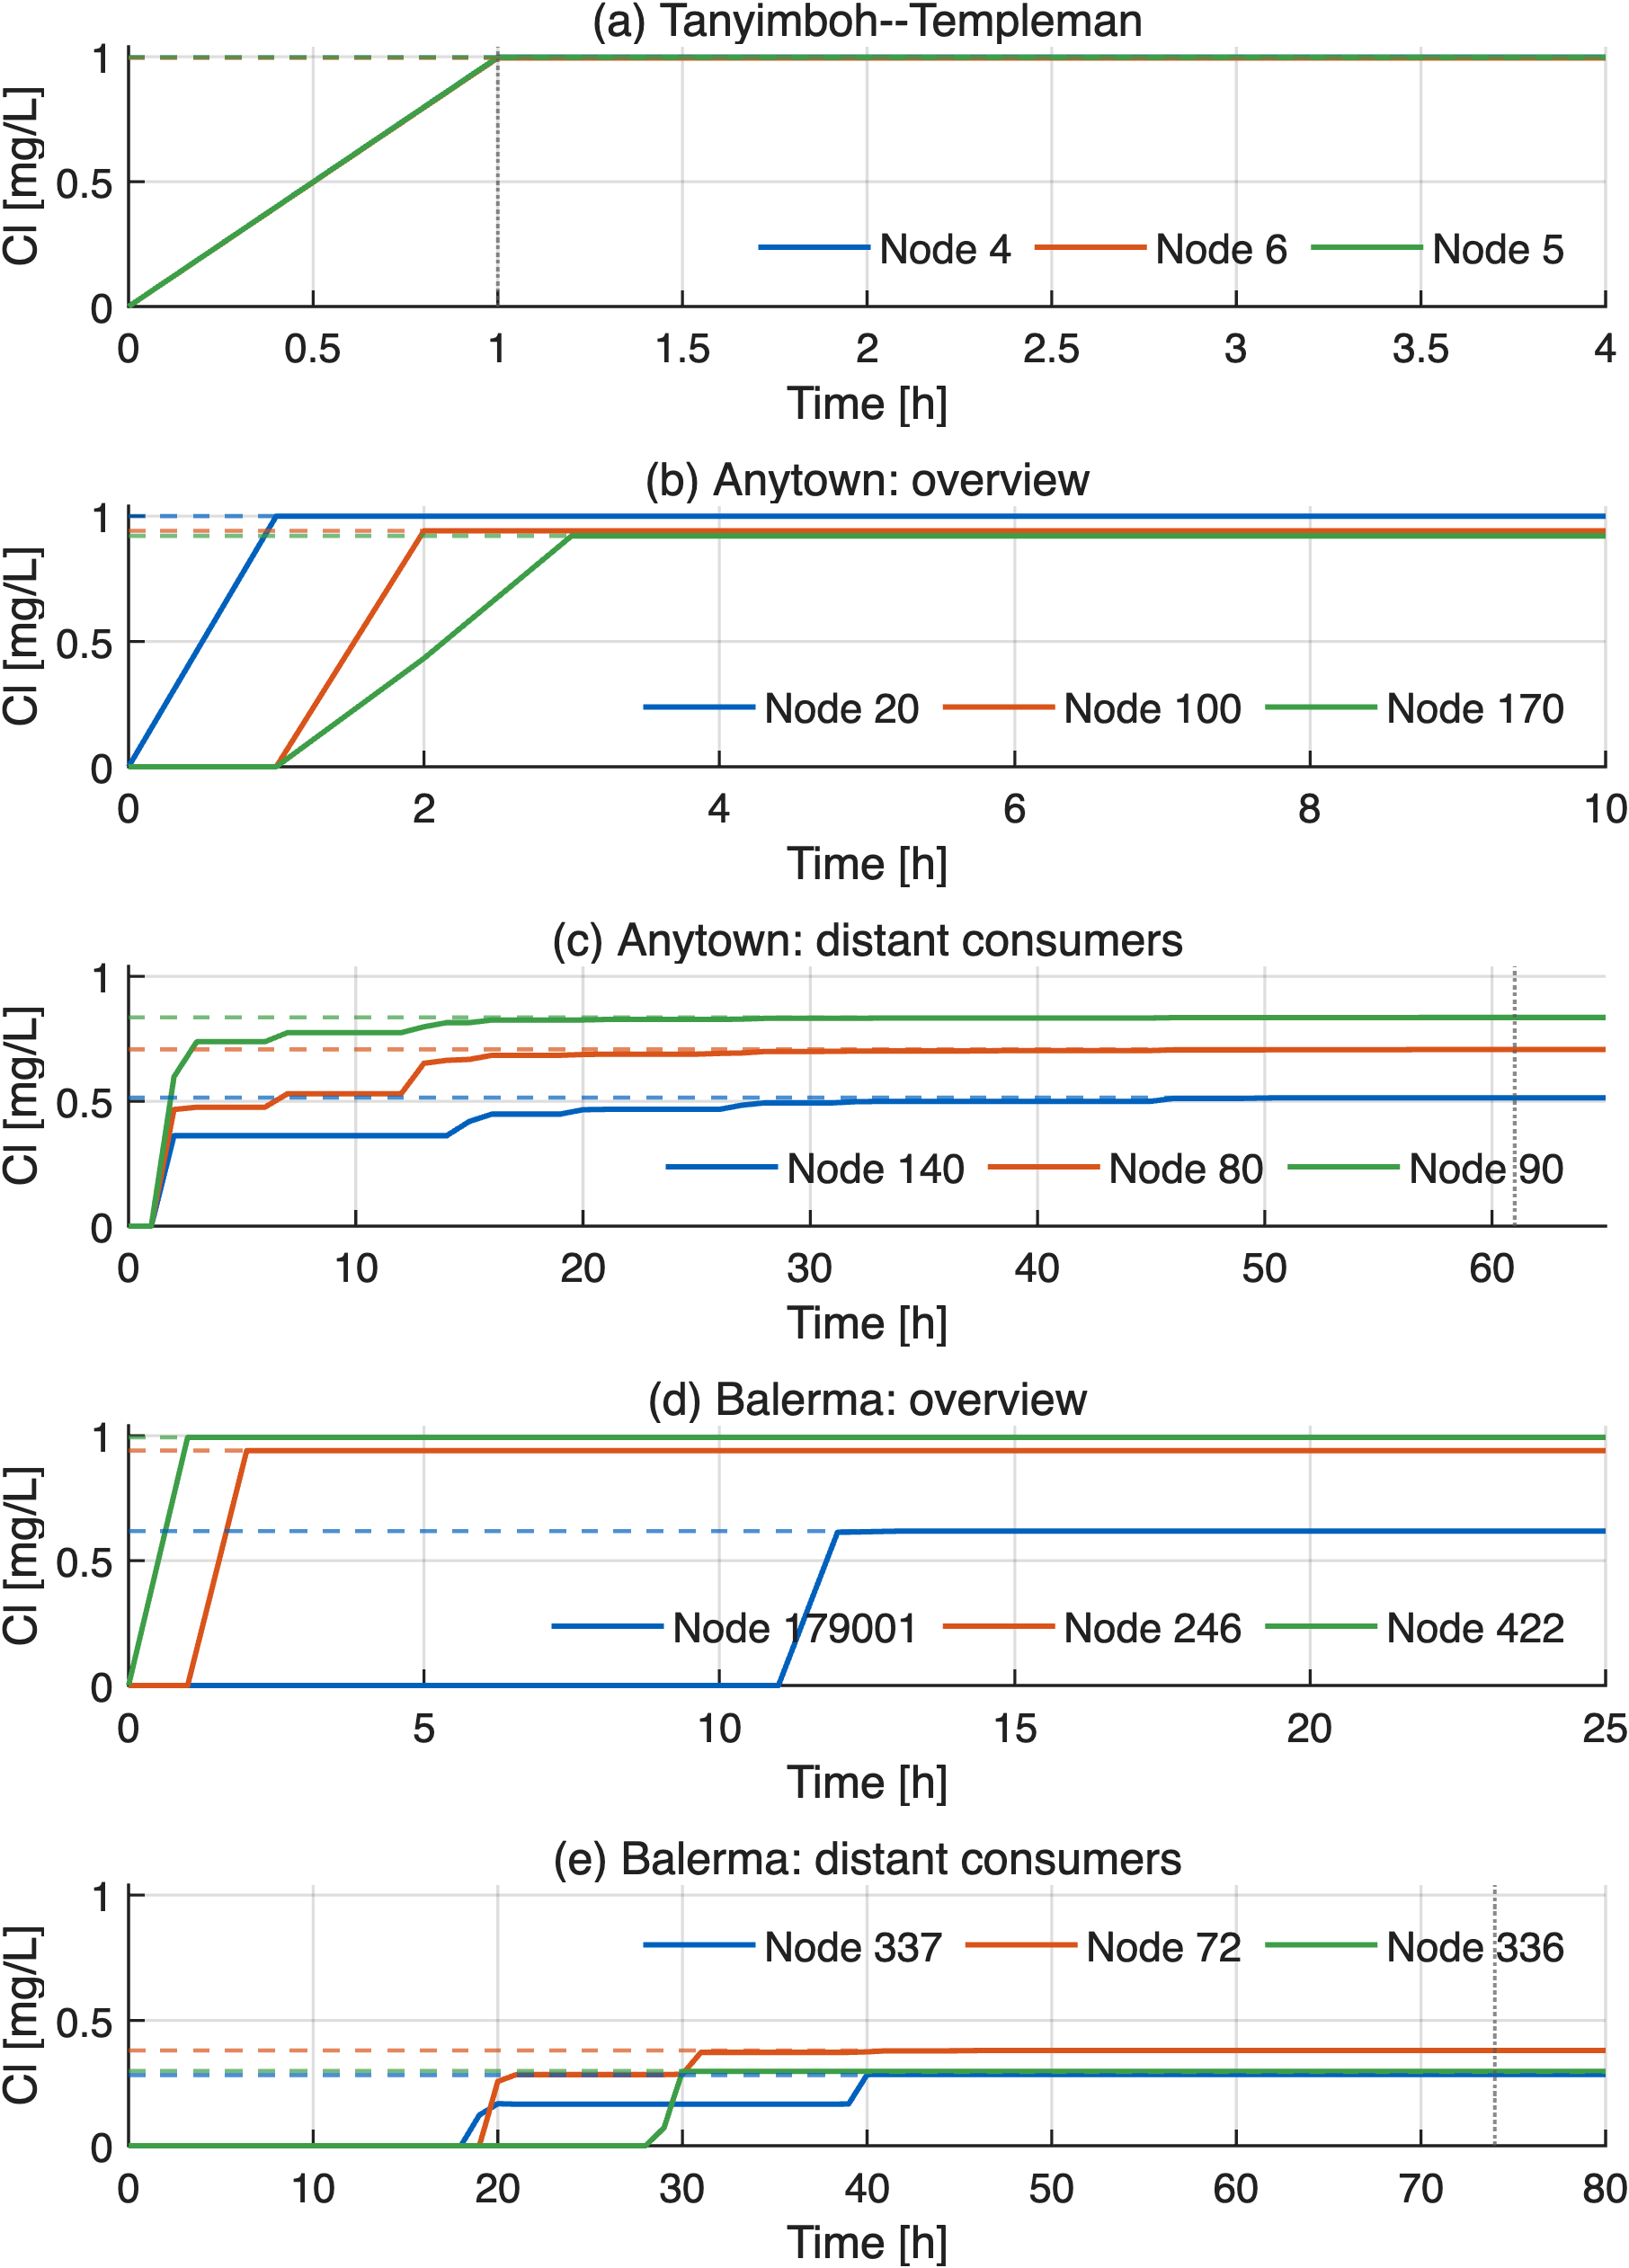 (a) Tanyimboh--Templeman
Cl [mg/L]
1
0.5
0
Node 4 Node 6 Node 5
0 0.5 1 1.5 2 2.5 3 3.5 4
Time [h]
(b) Anytown: overview
Cl [mg/L]
1
0.5
0
Node 20 Node 100 Node 170
0 2 4 6 8 10
Time [h]
(c) Anytown: distant consumers
Cl [mg/L]
1
0.5
0
Node 140 Node 80 Node 90
0 10 20 30 40 50 60
Time [h]
(d) Balerma: overview
Cl [mg/L]
1
0.5
0
Node 179001 Node 246 Node 422
0 5 10 15 20 25
Time [h]
(e) Balerma: distant consumers
Cl [mg/L]
1
0.5
0
Node 337 Node 72 Node 336
0 10 20 30 40 50 60 70 80
Time [h]